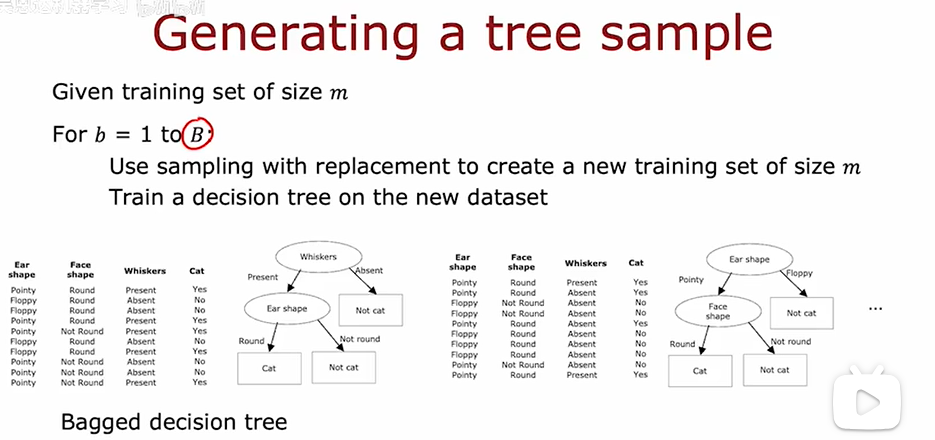 Generating a tree sample
Given training set of size m
For b = 1 to B:
Use sampling with replacement to create a new training set of size m
Train a decision tree on the new dataset
Ear shape Face shape Whiskers Cat
Pointy Round Present Yes
Floppy Round Absent No
Floppy Round Absent No
Pointy Round Present Yes
Pointy Not Round Present Yes
Floppy Round Absent No
Floppy Round Present Yes
Pointy Not Round Absent No
Pointy Not Round Absent No
Pointy Not Round Present Yes
Whiskers
Present
Absent
Ear shape
Not cat
Round
Not round
Cat
Not cat
Ear shape Face shape Whiskers Cat
Pointy Round Present Yes
Pointy Round Absent Yes
Floppy Not Round Absent No
Floppy Not Round Absent No
Pointy Round Absent Yes
Floppy Round Absent No
Floppy Round Absent No
Floppy Round Absent No
Pointy Not Round Absent No
Pointy Round Present Yes
Ear shape
Pointy
Floppy
Face shape
Not cat
Round
Not round
Cat
Not cat
...
Bagged decision tree